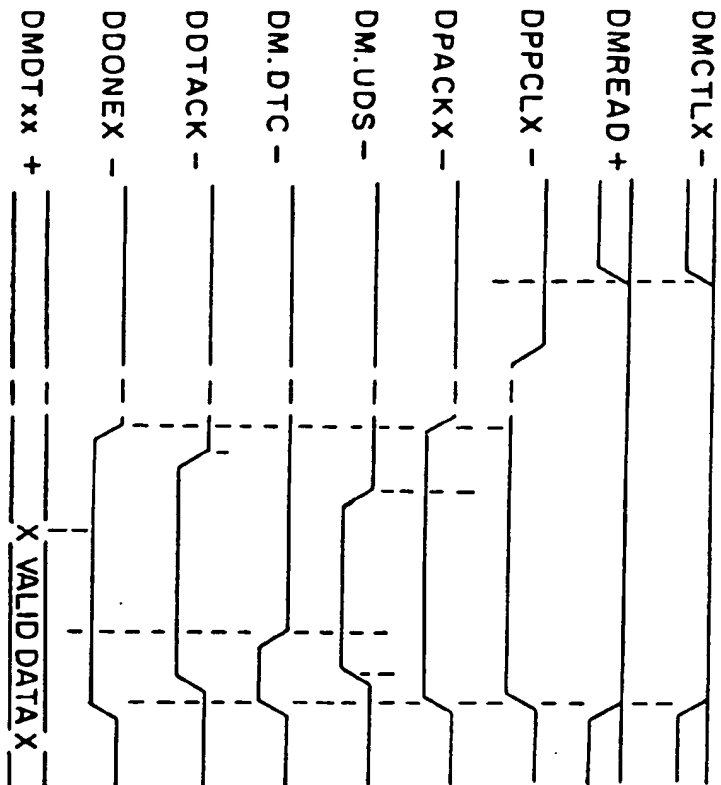 DMCTLX -
DMREAD +
DPPCLX -
DPACKX -
DM.UDS -
DM.DTC -
DDTACK -
DDONEX -
DMDTxx +
X VALID DATA X